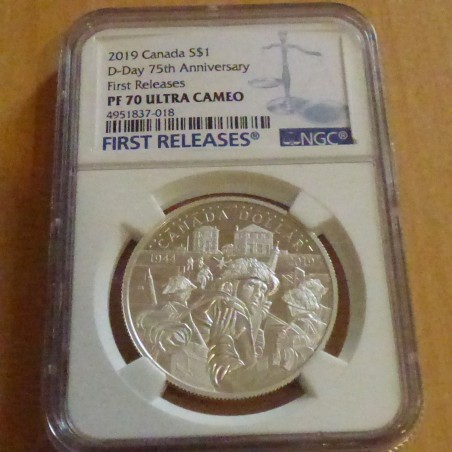 2019 Canada S$1
D-Day 75th Anniversary
First Releases
PF 70 ULTRA CAMEO
4951837-018
FIRST RELEASES®
NGC®
CANADA DOLLAR
1944 2019